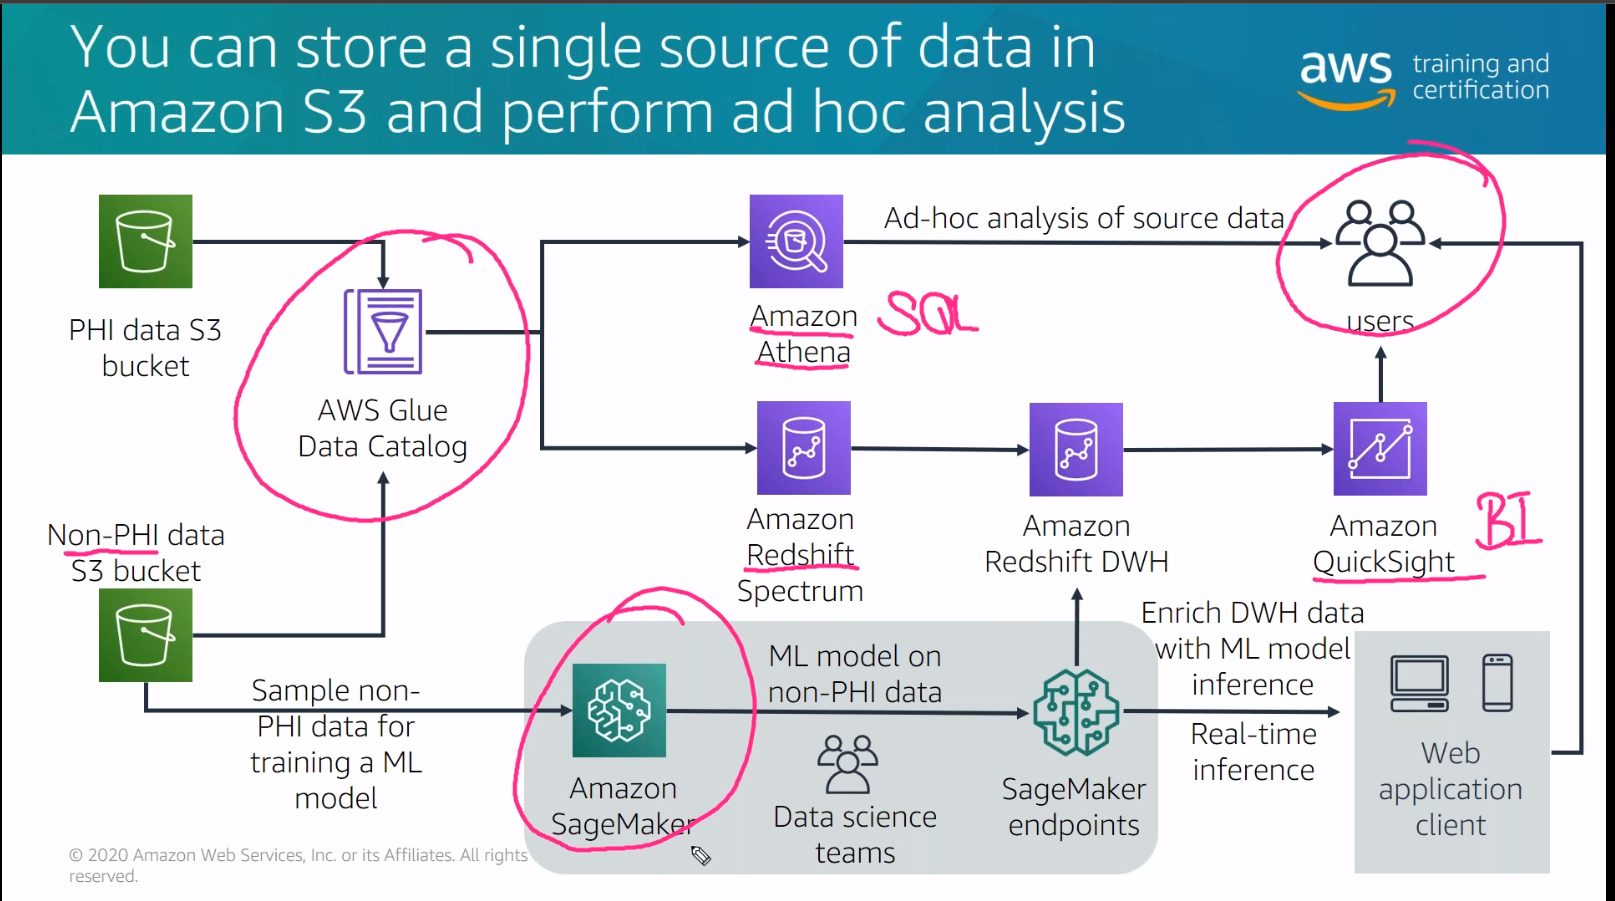 You can store a single source of data in
Amazon S3 and perform ad hoc analysis
aws
training and
certification
PHI data S3
bucket
AWS Glue
Data Catalog
Non-PHI data
S3 bucket
Sample non-
PHI data for
training a ML
model
Ad-hoc analysis of source data
Amazon
Athena
SQL
users
Amazon
Redshift
Spectrum
Amazon
Redshift DWH
Amazon
QuickSight
BI
Amazon
SageMaker
ML model on
non-PHI data
Data science
teams
SageMaker
endpoints
Enrich DWH data
with ML model
inference
Real-time
inference
Web
application
client
© 2020 Amazon Web Services, Inc. or its Affiliates. All rights
reserved.